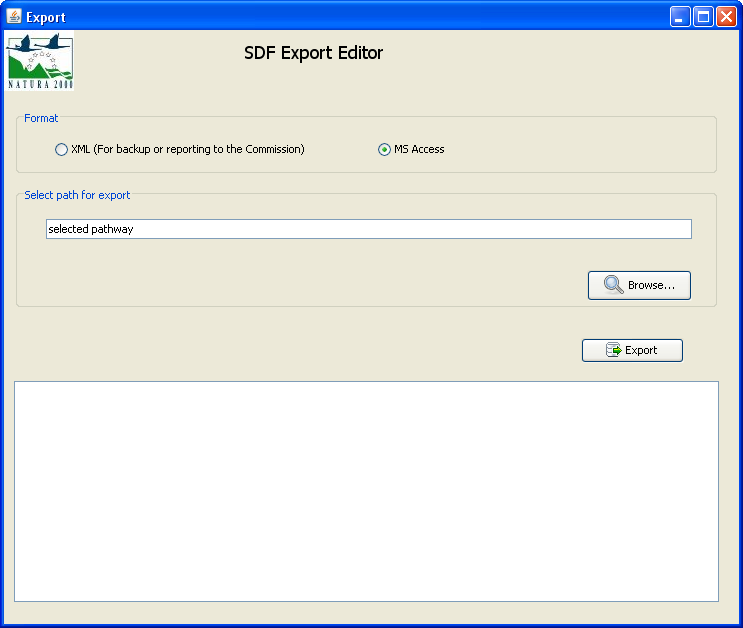 Export
SDF Export Editor
NATURA 2000
Format
XML (For backup or reporting to the Commission)
MS Access
Select path for export
selected pathway
Browse...
Export